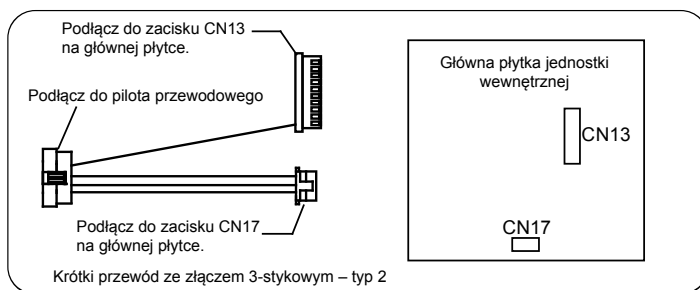 Podłącz do zacisku CN13
na głównej płytce.
Podłącz do pilota przewodowego
Podłącz do zacisku CN17
na głównej płytce.
Krótki przewód ze złączem 3-stykowym – typ 2
Główna płytka jednostki
wewnętrznej
CN13
CN17